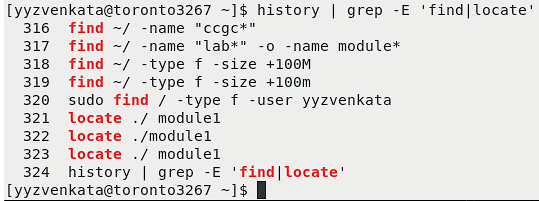 [yyzvenkata@toronto3267 ~]$ history | grep -E 'find|locate'
316 find ~/ -name "ccgc*"
317 find ~/ -name "lab*" -o -name module*
318 find ~/ -type f -size +100M
319 find ~/ -type f -size +100m
320 sudo find / -type f -user yyzvenkata
321 locate ./ module1
322 locate ./module1
323 locate ./ module1
324 history | grep -E 'find|locate'
[yyzvenkata@toronto3267 ~]$